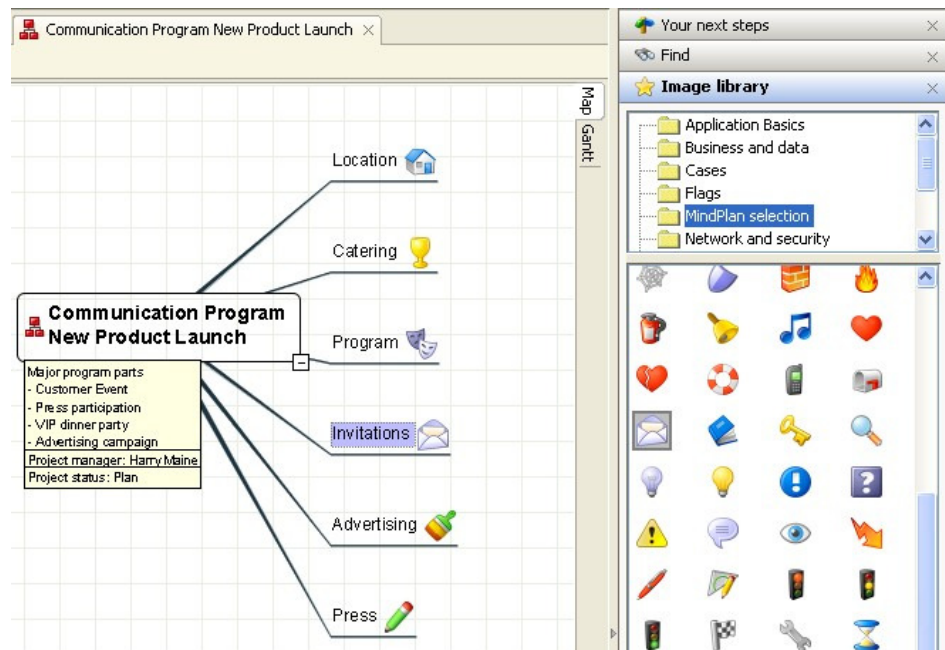 Communication Program New Product Launch
Your next steps
Find
Image library
Application Basics
Business and data
Cases
Flags
MindPlan selection
Network and security
Map
Gantt
Location
Catering
Communication Program
New Product Launch
Program
Major program parts
- Customer Event
- Press participation
- VIP dinner party
- Advertising campaign
Project manager: Harry Maine
Project status: Plan
Invitations
Advertising
Press